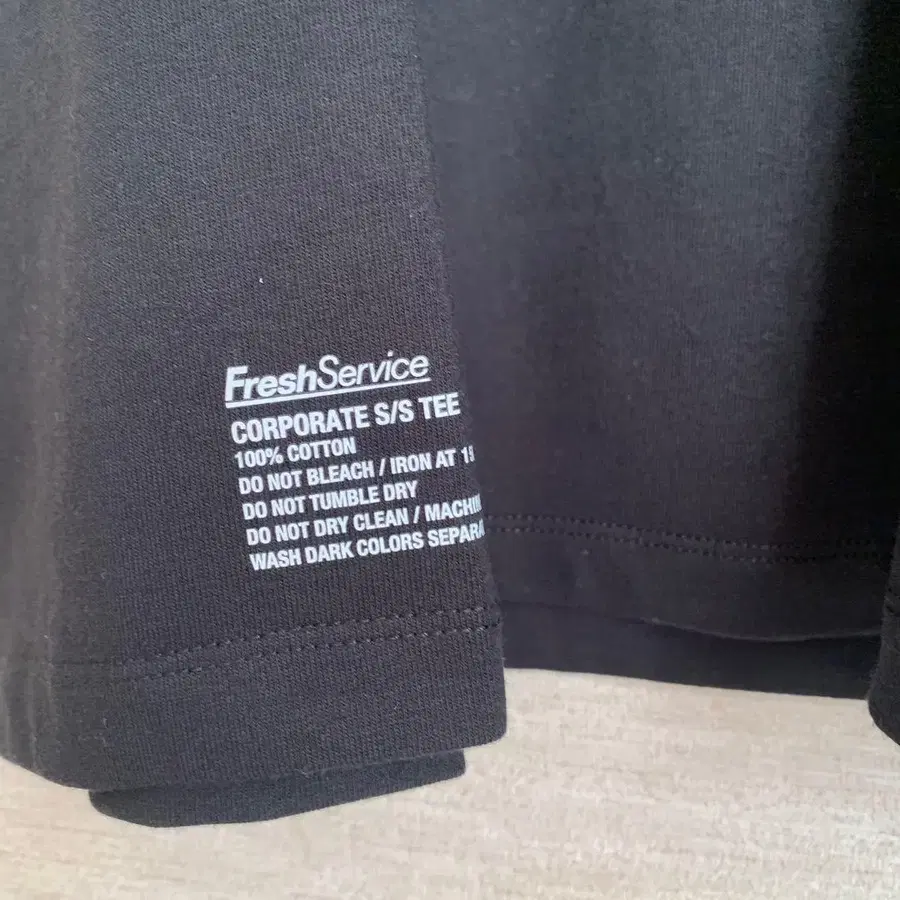 FreshService
CORPORATE S/S TEE
100% COTTON
DO NOT BLEACH / IRON AT
DO NOT TUMBLE DRY
DO NOT DRY CLEAN /
WASH DARK COLORS